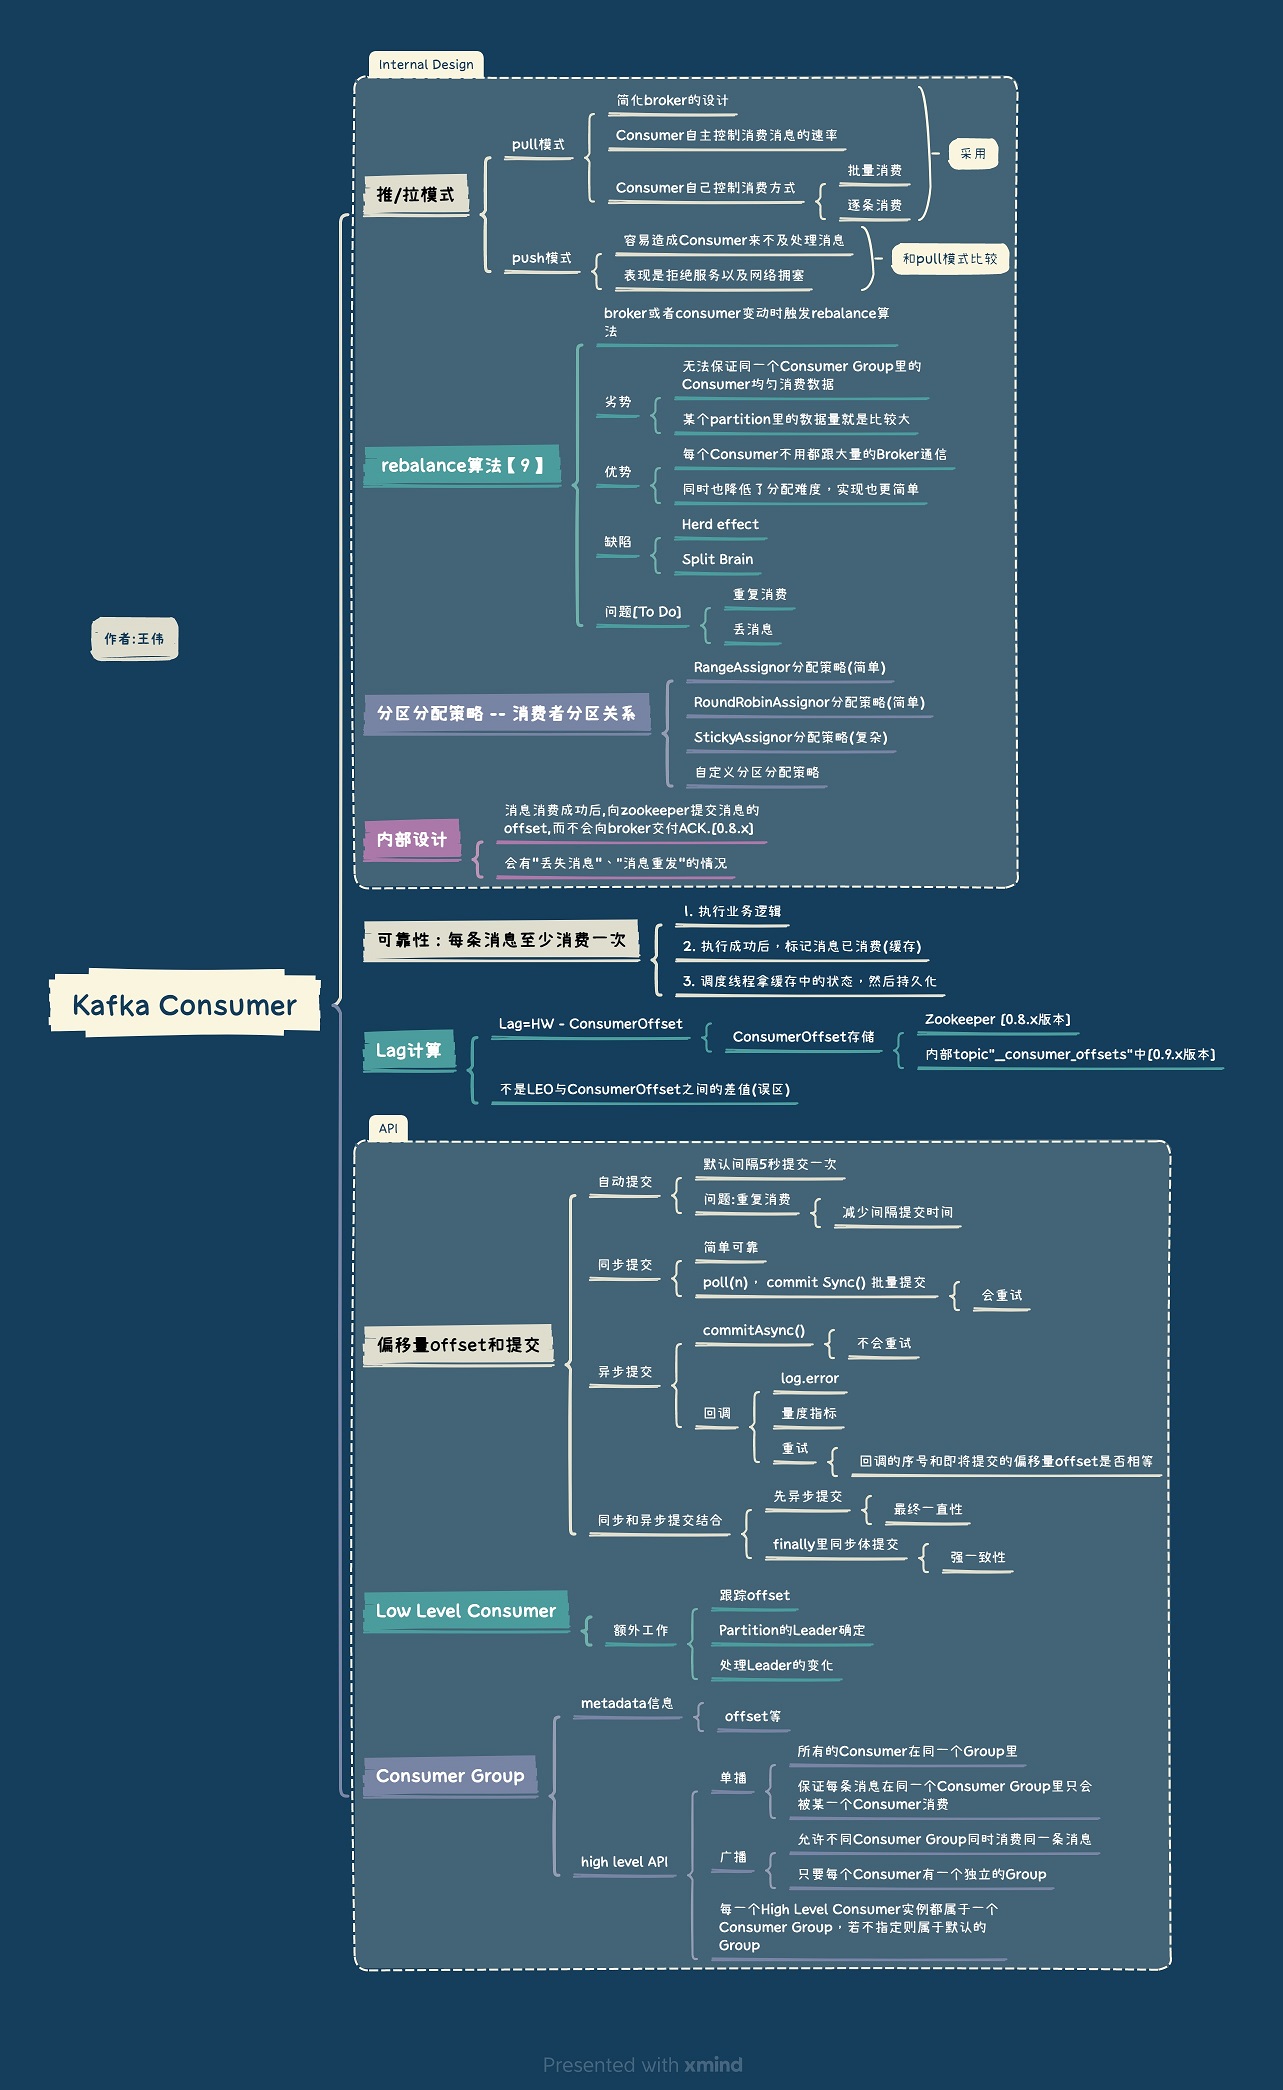 Internal Design
简化broker的设计
pull模式
Consumer自主控制消费消息的速率
采用
Consumer自己控制消费方式
批量消费
推/拉模式
逐条消费
容易造成Consumer来不及处理消息
push模式
和pull模式比较
表现是拒绝服务以及网络拥塞
broker或者consumer变动时触发rebalance算
法
无法保证同一个Consumer Group里的
Consumer均匀消费数据
劣势
某个partition里的数据量就是比较大
rebalance算法【9】
每个Consumer不用都跟大量的Broker通信
优势
同时也降低了分配难度，实现也更简单
Herd effect
缺陷
Split Brain
重复消费
问题[To Do]
丢消息
作者:王伟
RangeAssignor分配策略(简单)
分区分配策略 -- 消费者分区关系
RoundRobinAssignor分配策略(简单)
StickyAssignor分配策略(复杂)
自定义分区分配策略
消息消费成功后,向zookeeper提交消息的
offset,而不会向broker交付ACK.[0.8.x]
内部设计
会有"丢失消息"、"消息重发"的情况
1. 执行业务逻辑
可靠性：每条消息至少消费一次
2. 执行成功后，标记消息已消费(缓存)
3. 调度线程拿缓存中的状态，然后持久化
Kafka Consumer
Lag=HW - ConsumerOffset
ConsumerOffset存储
Zookeeper [0.8.x版本]
Lag计算
内部topic"__consumer_offsets"中[0.9.x版本]
不是LEO与ConsumerOffset之间的差值(误区)
API
默认间隔5秒提交一次
自动提交
问题:重复消费
减少间隔提交时间
简单可靠
同步提交
poll(n)， commit Sync() 批量提交
会重试
偏移量offset和提交
commitAsync()
不会重试
异步提交
log.error
回调
量度指标
重试
回调的序号和即将提交的偏移量offset是否相等
先异步提交
最终一直性
同步和异步提交结合
finally里同步体提交
强一致性
跟踪offset
Low Level Consumer
额外工作
Partition的Leader确定
处理Leader的变化
metadata信息
offset等
Consumer Group
所有的Consumer在同一个Group里
单播
保证每条消息在同一个Consumer Group里只会
被某一个Consumer消费
允许不同Consumer Group同时消费同一条消息
high level API
广播
只要每个Consumer有一个独立的Group
每一个High Level Consumer实例都属于一个
Consumer Group，若不指定则属于默认的
Group
Presented with xmind